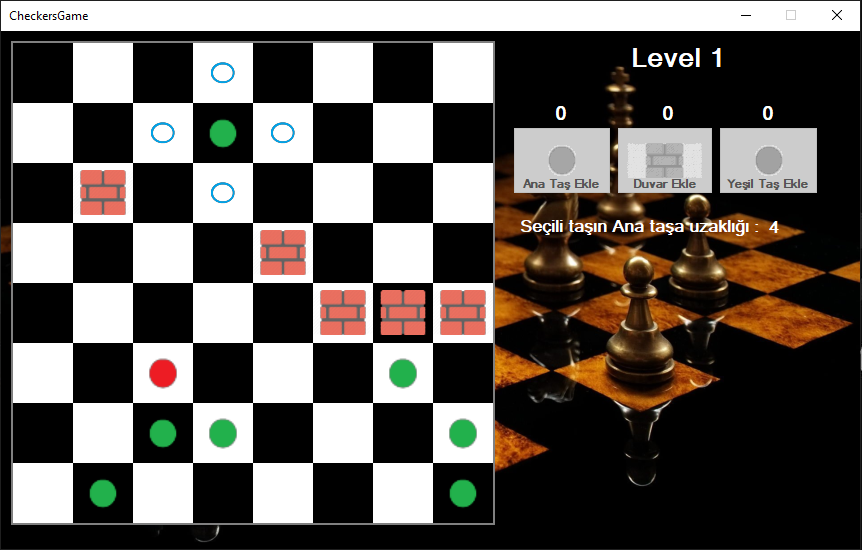 CheckersGame
Level 1
0 0 0
Ana Taş Ekle Duvar Ekle Yeşil Taş Ekle
Seçili taşın Ana taşa uzaklığı : 4